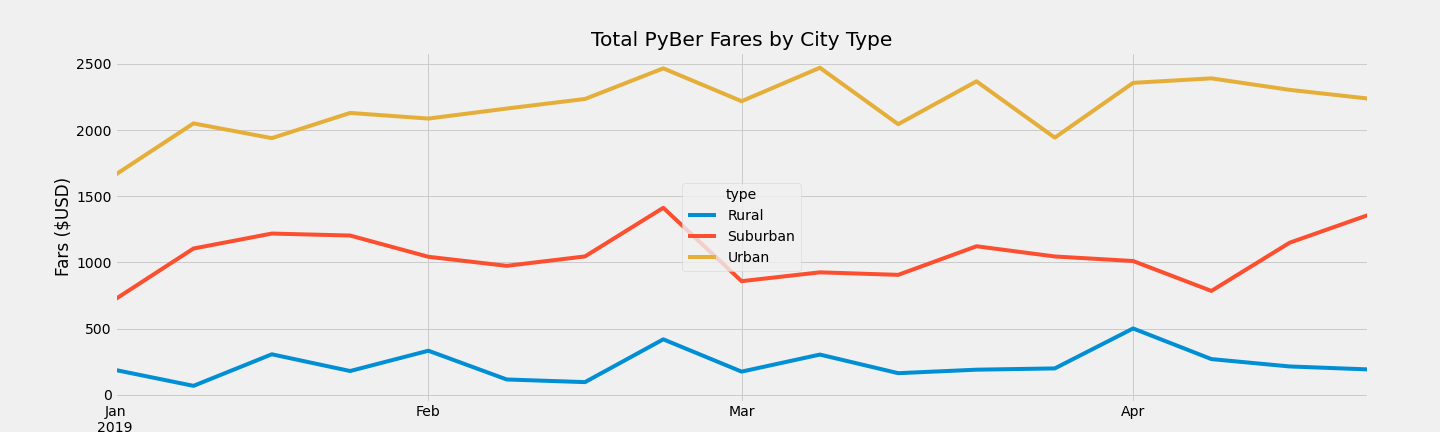 Total PyBer Fares by City Type
Fars ($USD)
2500
2000
1500
1000
500
0
type
Rural
Suburban
Urban
Jan Feb Mar Apr
2019